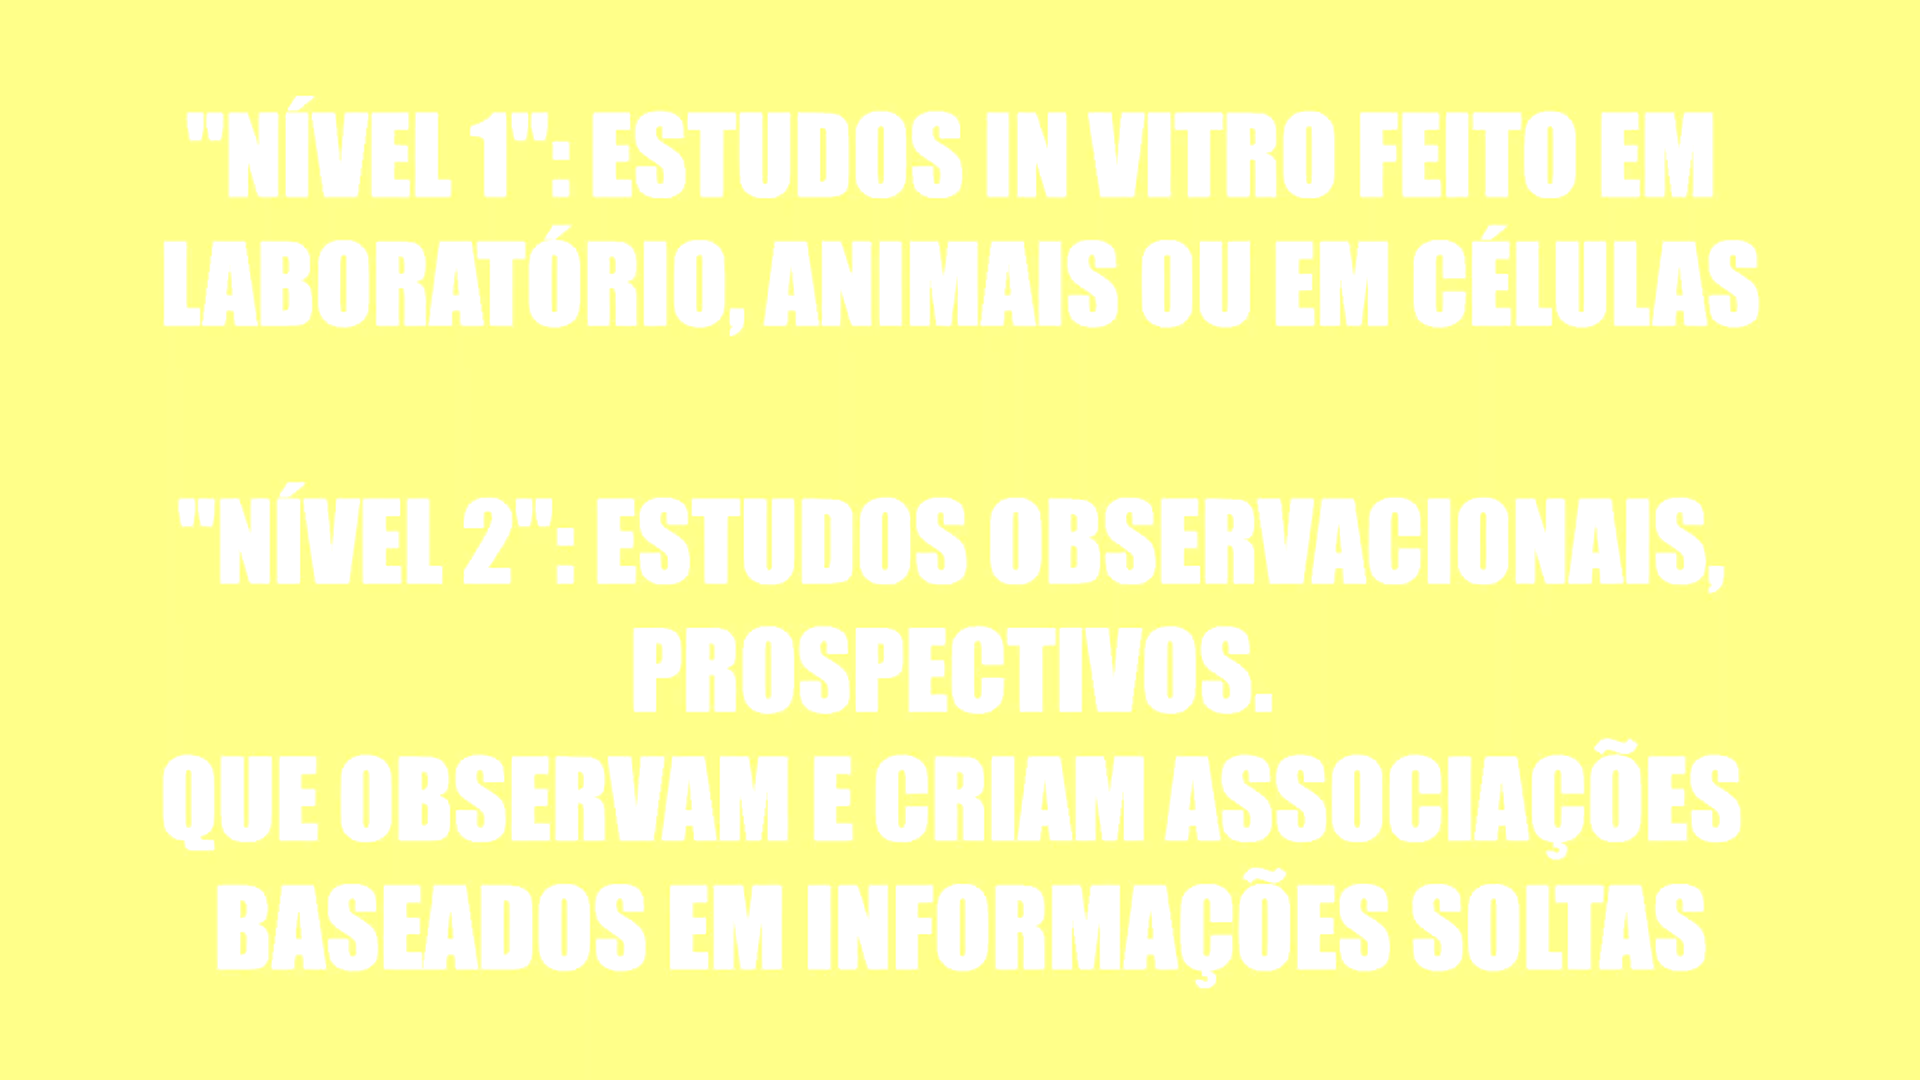 "NÍVEL 1": ESTUDOS IN VITRO FEITO EM
LABORATÓRIO, ANIMAIS OU EM CÉLULAS
"NÍVEL 2": ESTUDOS OBSERVACIONAIS,
PROSPECTIVOS.
QUE OBSERVAM E CRIAM ASSOCIAÇÕES
BASEADOS EM INFORMAÇÕES SOLTAS